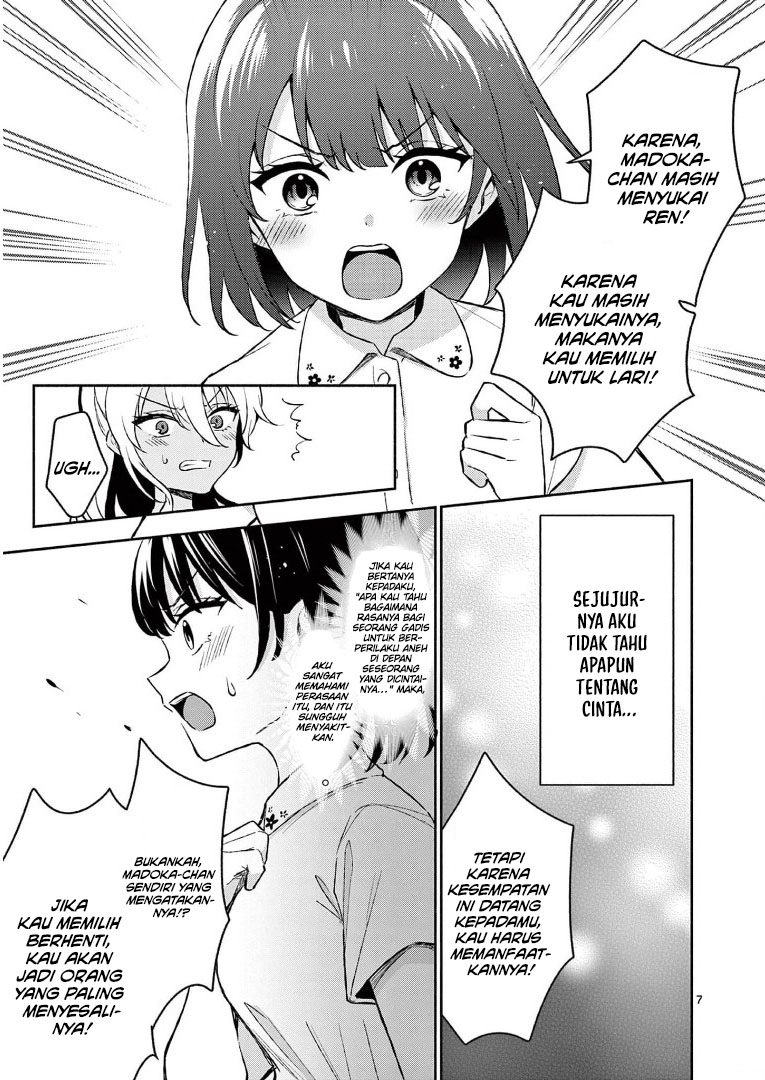 KARENA,
MADOKA-
CHAN MASIH
MENYUKAI
REN!
KARENA
KAU MASIH
MENYUKAINYA,
MAKANYA
KAU MEMILIH
UNTUK LARI!
UGH...
SEJUJUR-
NYA AKU
TIDAK TAHU
APAPUN
TENTANG
CINTA...
JIKA KAU
BERTANYA
KEPADAKU,
"APA KAU TAHU
BAGAIMANA
RASANYA BAGI
SEORANG GADIS
UNTUK BER-
PERILAKU ANEH
DI DEPAN
SESEORANG
YANG DICINTAI-
NYA..." MAKA,
AKU
SANGAT
MEMAHAMI
PERASAAN
ITU, DAN ITU
SUNGGUH
MENYAKIT-
KAN.
TETAPI
KARENA
KESEMPATAN
INI DATANG
KEPADAMU,
KAU HARUS
MEMANFAAT-
KANNYA!
BUKANKAH,
MADOKA-CHAN
SENDIRI YANG
MENGATAKAN-
NYA!?
JIKA
KAU MEMILIH
BERHENTI,
KAU AKAN
JADI ORANG
YANG PALING
MENYESALI-
NYA!
7